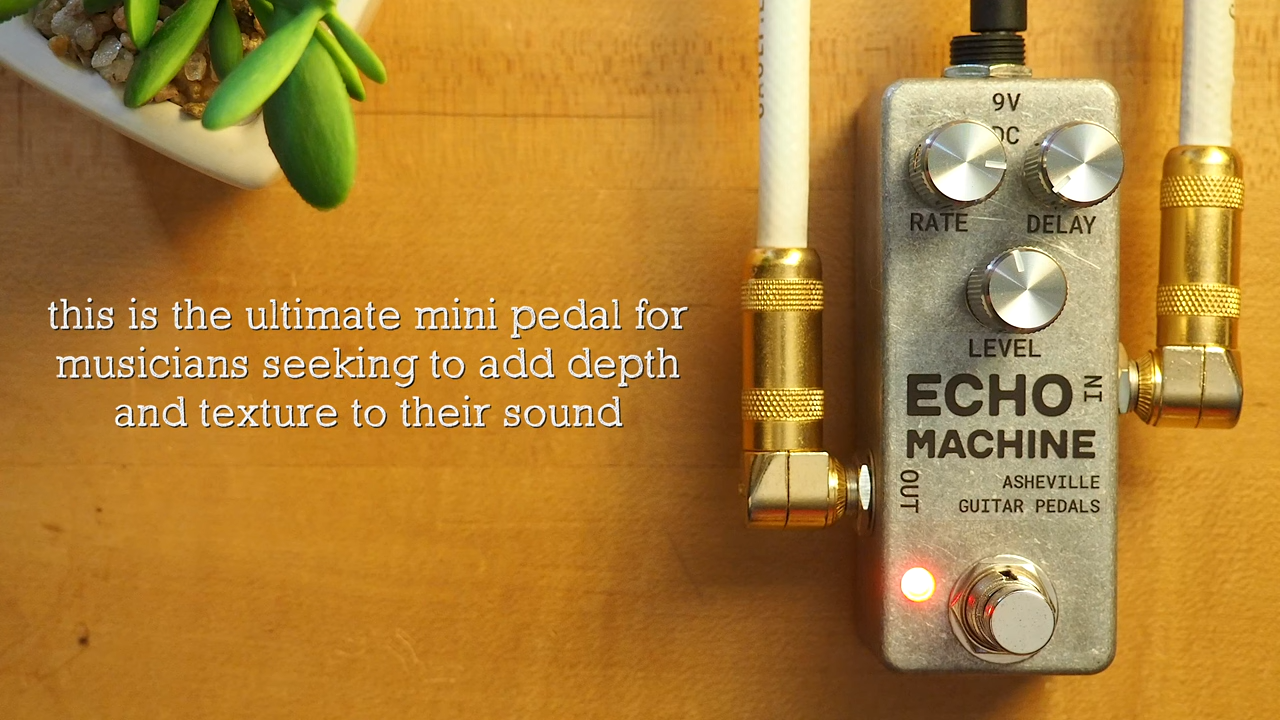 this is the ultimate mini pedal for
musicians seeking to add depth
and texture to their sound
9V
DC
RATE
DELAY
LEVEL
ECHO
IN
MACHINE
OUT
ASHEVILLE
GUITAR PEDALS